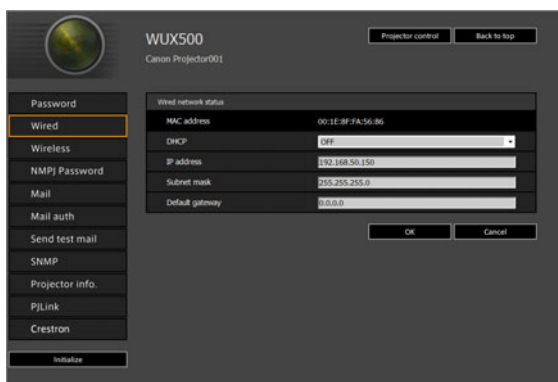 WUX500
Canon Projector001
Projector control
Back to top
Password
Wired
Wireless
NMPJ Password
Mail
Mail auth
Send test mail
SNMP
Projector info.
PJLink
Crestron
Initialize
Wired network status
MAC address 00:1E:8F:FA:56:86
DHCP OFF
IP address 192.168.50.150
Subnet mask 255.255.255.0
Default gateway 0.0.0.0
OK
Cancel